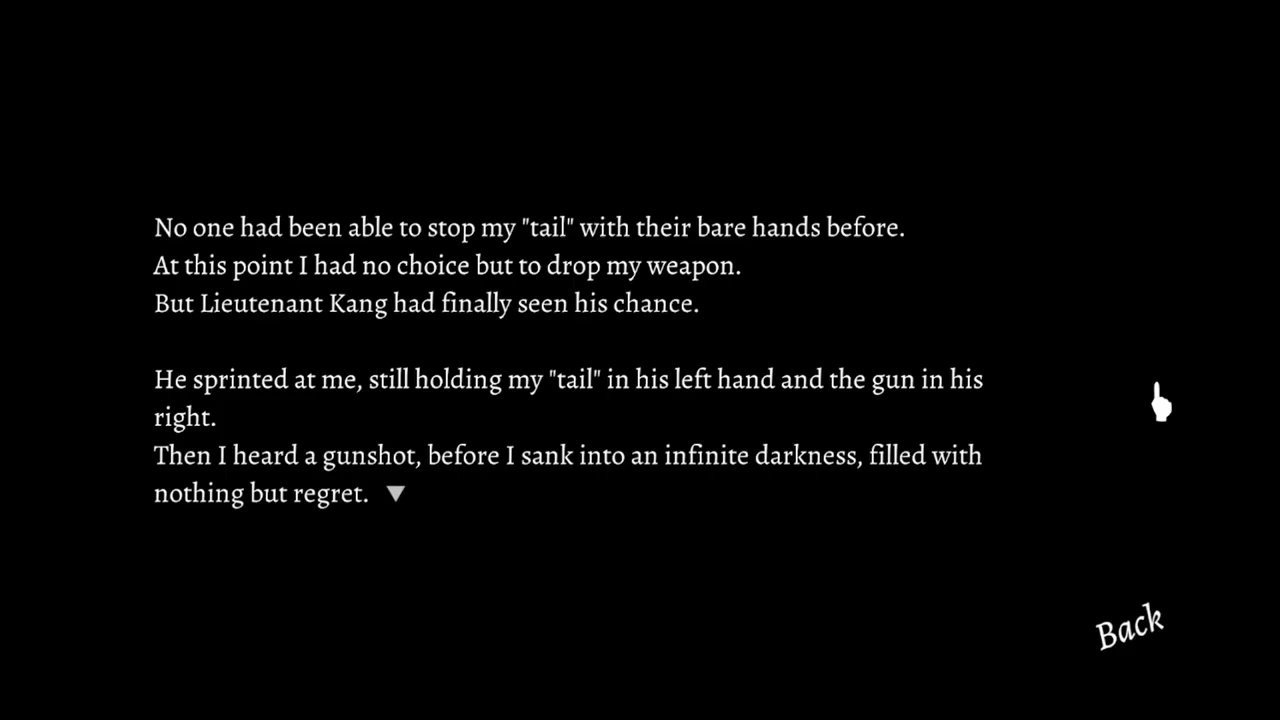 No one had been able to stop my "tail" with their bare hands before.
At this point I had no choice but to drop my weapon.
But Lieutenant Kang had finally seen his chance.
He sprinted at me, still holding my "tail" in his left hand and the gun in his
right.
Then I heard a gunshot, before I sank into an infinite darkness, filled with
nothing but regret.
Back